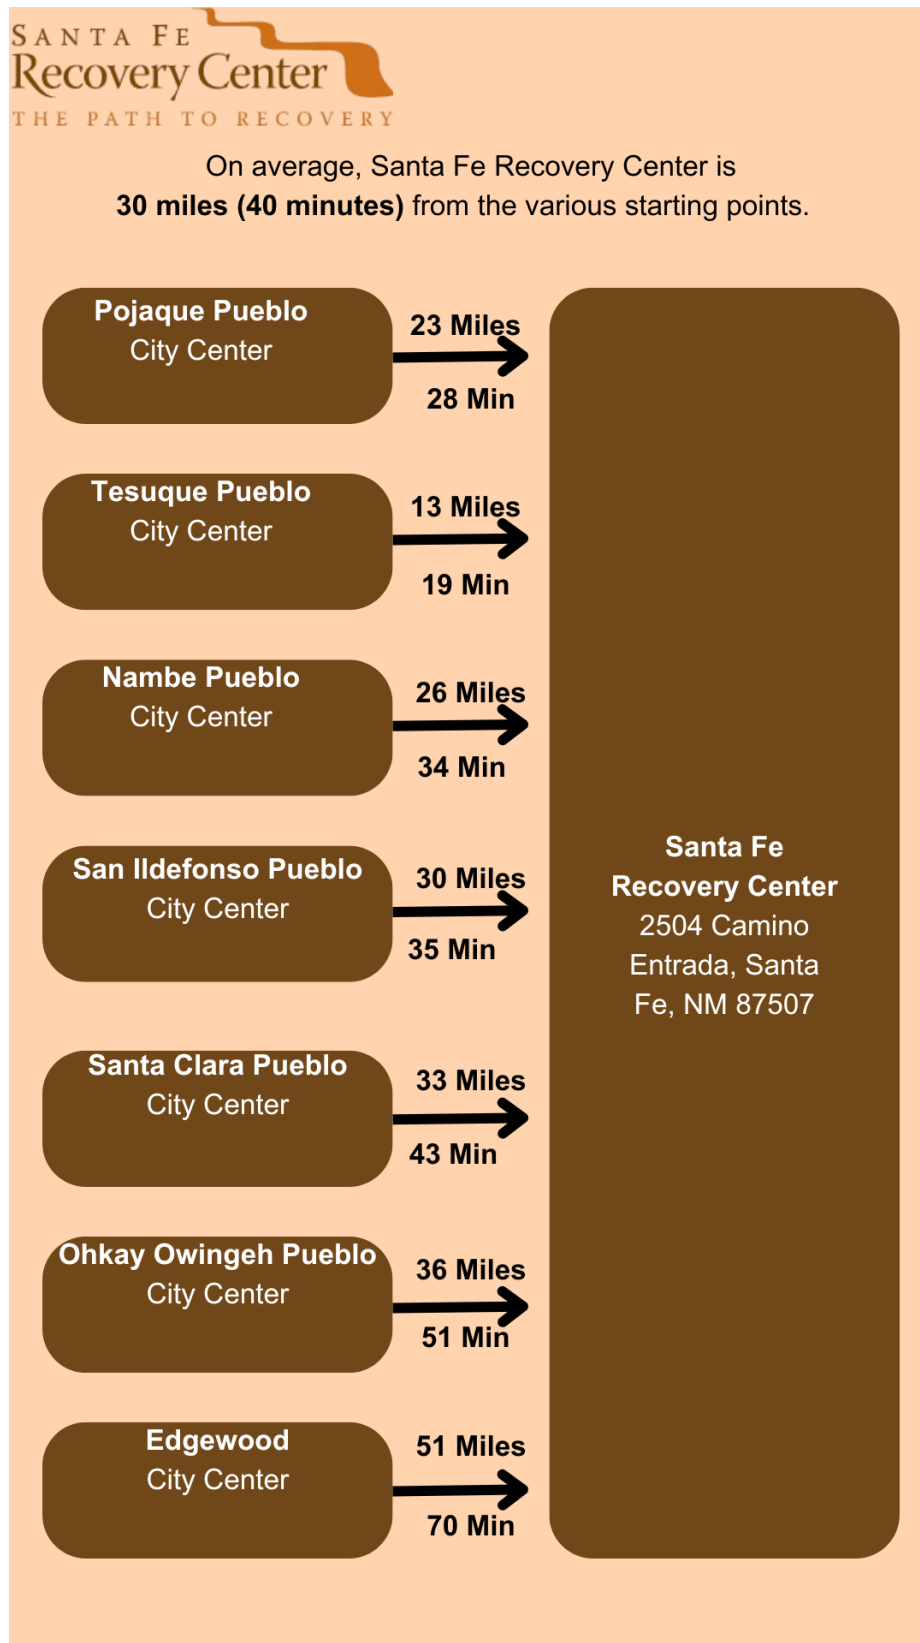 SANTA FE
Recovery Center
THE PATH TO RECOVERY
On average, Santa Fe Recovery Center is
30 miles (40 minutes) from the various starting points.
Pojaque Pueblo
City Center
23 Miles
28 Min
Tesuque Pueblo
City Center
13 Miles
19 Min
Nambe Pueblo
City Center
26 Miles
34 Min
San Ildefonso Pueblo
City Center
30 Miles
35 Min
Santa Clara Pueblo
City Center
33 Miles
43 Min
Ohkay Owingeh Pueblo
City Center
36 Miles
51 Min
Edgewood
City Center
51 Miles
70 Min
Santa Fe
Recovery Center
2504 Camino
Entrada, Santa
Fe, NM 87507